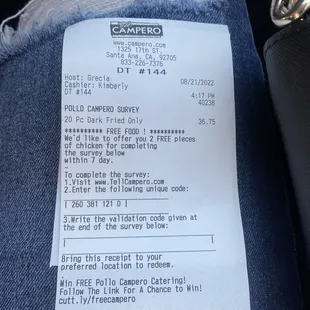 CAMPERO
www.campero.com
1325 17th ST.
Santa Ana, CA, 92705
833-226-7376
DT #144
Host: Grecia 08/21/2022
Cashier: Kimberly
DT #144 4:17 PM
40238
POLLO CAMPERO SURVEY
20 Pc Dark Fried Only 36.75
********** FREE FOOD ! **********
We'd like to offer you 2 FREE pieces
of chicken for completing
the survey below
within 7 day.
To complete the survey:
1.Visit www.TellCampero.com
2.Enter the following unique code:
| 260 381 121 0 |
3.Write the validation code given at
the end of the survey below:
Bring this receipt to your
preferred location to redeem.
Win FREE Pollo Campero Catering!
Follow The Link For A Chance to Win!
cutt.ly/freecampero